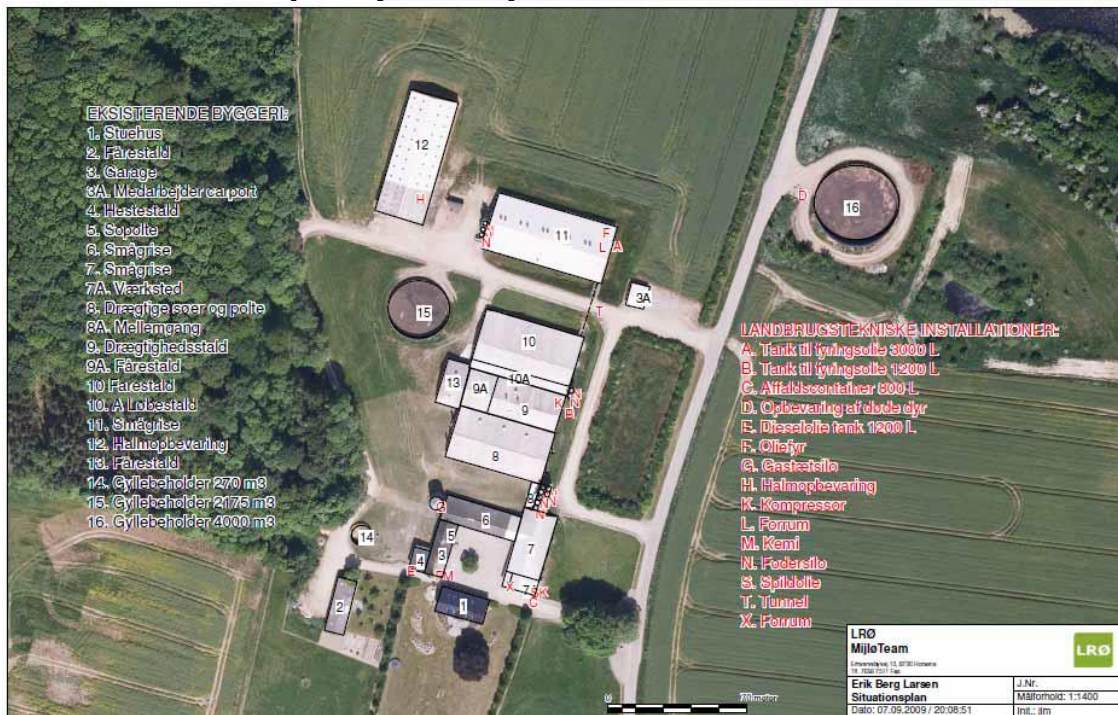 EKSISTERENDE BYGGERI:
1. Stuehus
2. Fårestald
3. Garage
3A. Medarbejder carport
4. Hestestald
5. Sopolte
6. Smågrise
7. Smågrise
7A. Værksted
8. Drægtige søer og polte
8A. Mellemgang
9. Drægtighedsstald
9A. Fårestald
10 Farestald
10. A Løbestald
11. Smågrise
12. Halmopbevaring
13. Fårestald
14. Gyllebeholder 270 m3
15. Gyllebeholder 2175 m3
16. Gyllebeholder 4000 m3
12
H
N
11
F
L A
D
16
3A
T
15
10
13
9A
10A
9
K
8
G
6
14
5
3
4
7
E
M
X
K
C
2
1
LANDBRUGSTEKNISKE INSTALLATIONER:
A. Tank til fyringsolie 3000 L
B. Tank til fyringsolie 1200 L
C. Affaldscontainer 800 L
D. Opbevaring af døde dyr
E. Dieselolie tank 1200 L
F. Oliefyr
G. Gastætsilo
H. Halmopbevaring
K. Kompressor
L. Forrum
M. Kemi
N. Fodersilo
S. Spildolie
T. Tunnel
X. Forrum
0 70 meter
LRØ
MiljøTeam
LRØ
Erik Berg Larsen
Situationsplan
Dato: 07.09.2009 / 20:08:51
J.Nr.
Målforhold: 1:1400
Init.: jlm